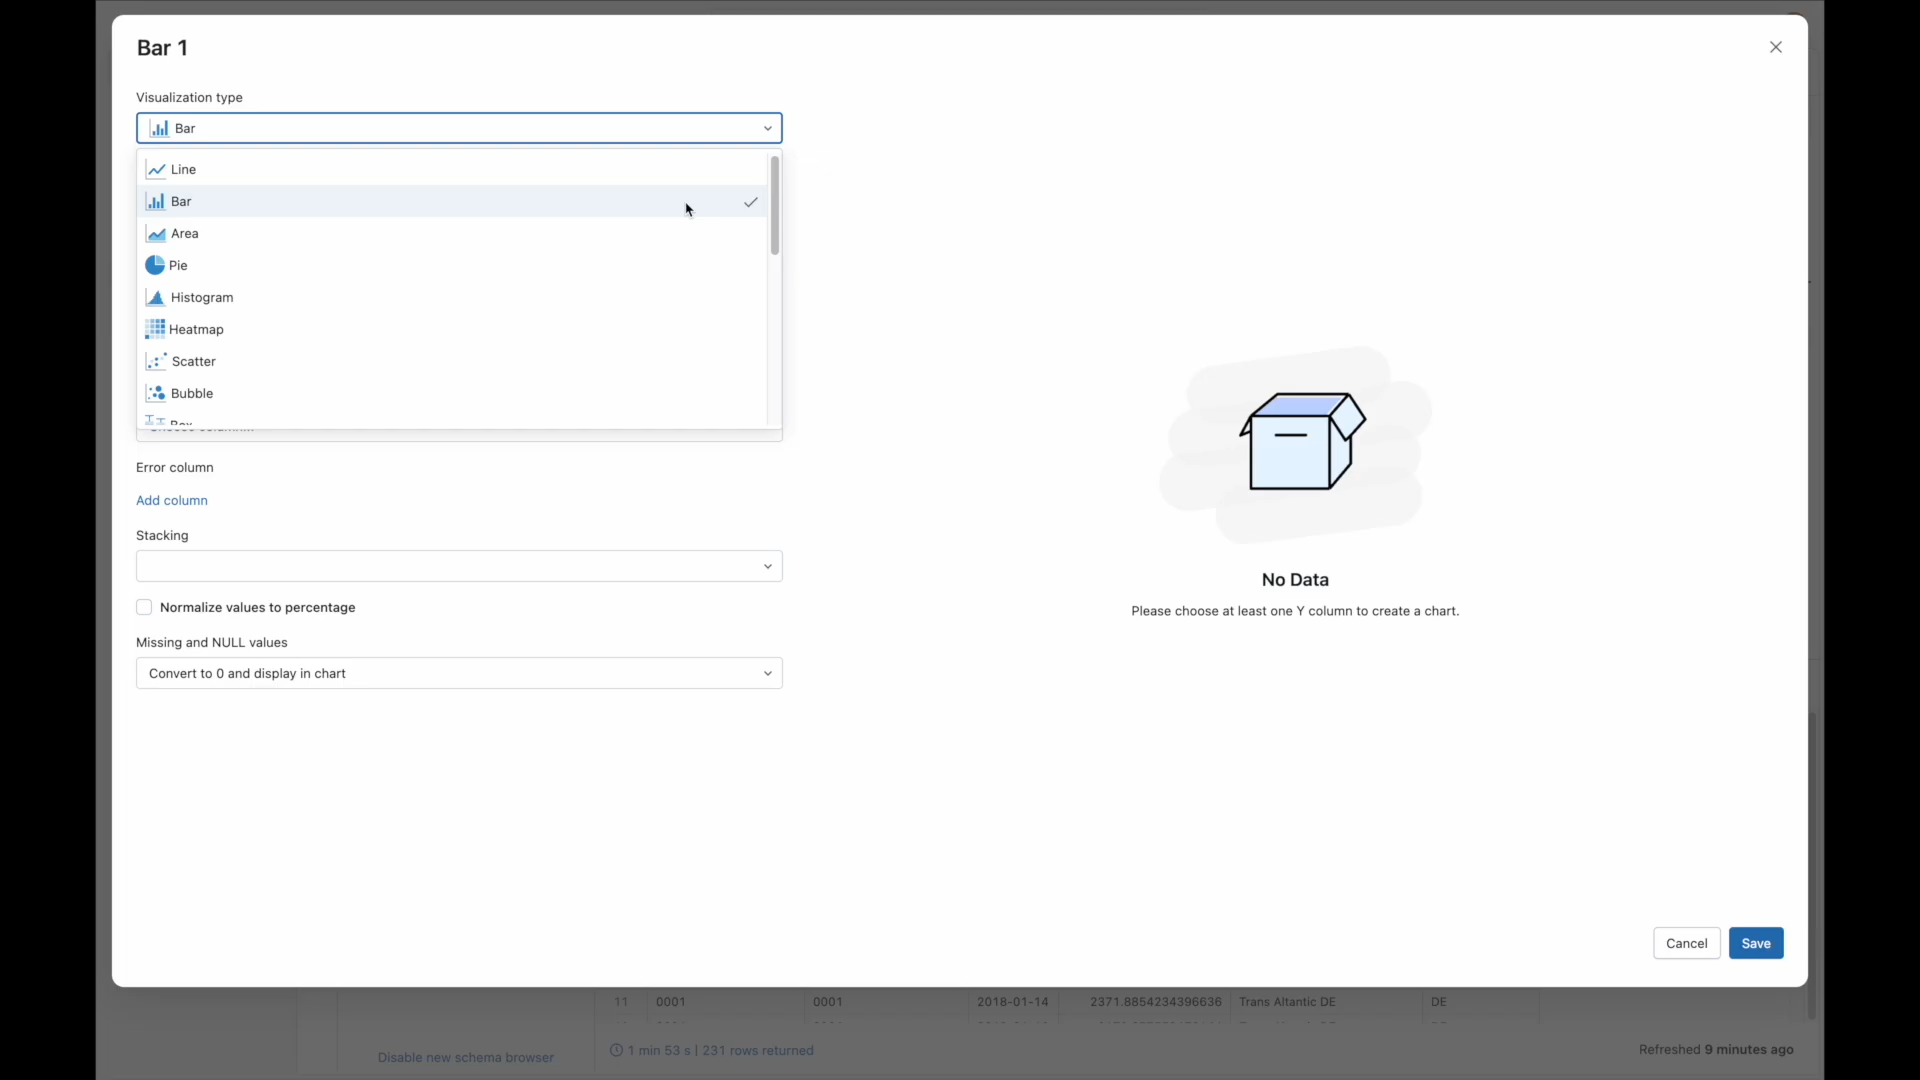 Bar 1
Visualization type
Bar
Line
Bar
Area
Pie
Histogram
Heatmap
Scatter
Bubble
Box
Error column
Add column
Stacking
Normalize values to percentage
Missing and NULL values
Convert to 0 and display in chart
No Data
Please choose at least one Y column to create a chart.
Cancel
Save
11 0001 0001 2018-01-14 2371.8854234396636 Trans Altantic DE DE
Disable new schema browser
1 min 53 s | 231 rows returned
Refreshed 9 minutes ago